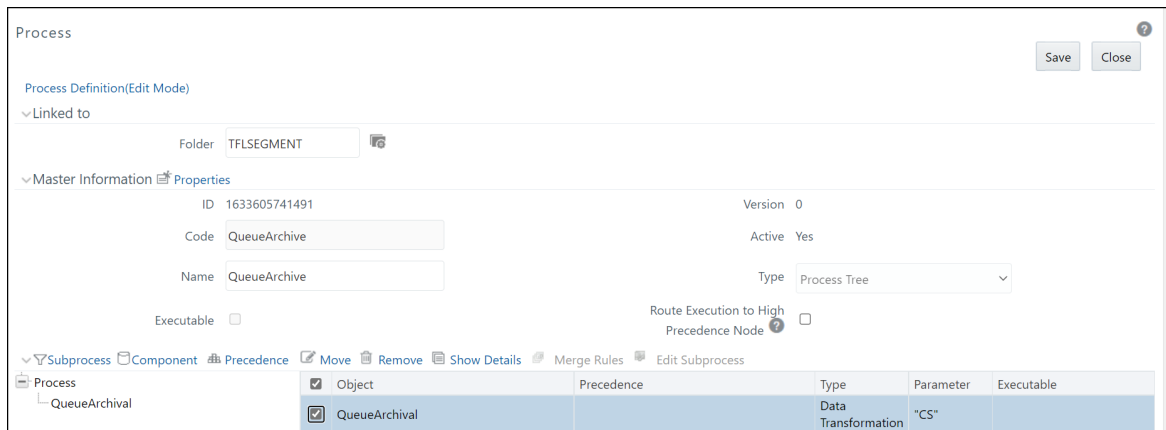 Process
?
Save Close
Process Definition(Edit Mode)
Linked to
Folder TFLSEGMENT
Master Information Properties
ID 1633605741491 Version 0
Code QueueArchive Active Yes
Name QueueArchive Type Process Tree
Executable Route Execution to High Precedence Node ?
Subprocess Component Precedence Move Remove Show Details Merge Rules Edit Subprocess
Process Object Precedence Type Parameter Executable
QueueArchival QueueArchival Data Transformation "CS"